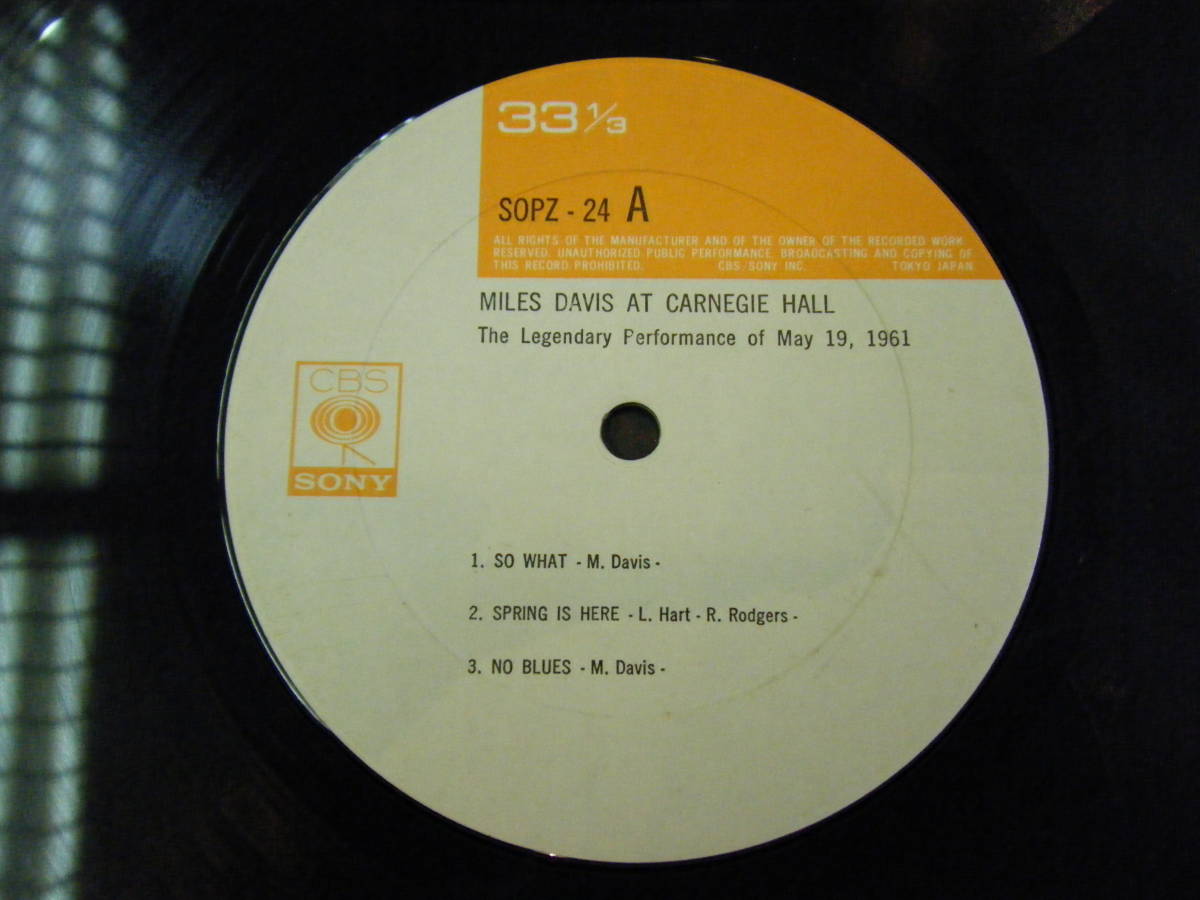 33 1/3
SOPZ - 24 A
ALL RIGHTS OF THE MANUFACTURER AND OF THE OWNER OF THE RECORDED WORK
RESERVED. UNAUTHORIZED PUBLIC PERFORMANCE. BROADCASTING AND COPYING OF
THIS RECORD PROHIBITED. CBS/SONY INC. TOKYO JAPAN
MILES DAVIS AT CARNEGIE HALL
The Legendary Performance of May 19, 1961
CBS
SONY
1. SO WHAT - M. Davis -
2. SPRING IS HERE - L. Hart - R. Rodgers -
3. NO BLUES - M. Davis -